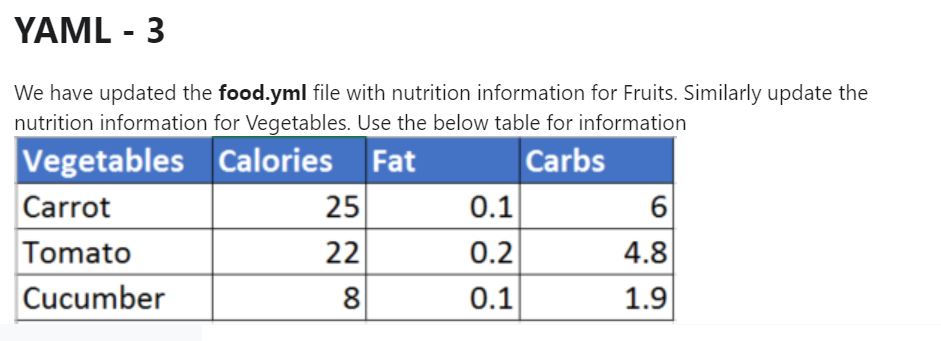 YAML - 3
We have updated the food.yml file with nutrition information for Fruits. Similarly update the
nutrition information for Vegetables. Use the below table for information
Vegetables Calories Fat Carbs
Carrot 25 0.1 6
Tomato 22 0.2 4.8
Cucumber 8 0.1 1.9